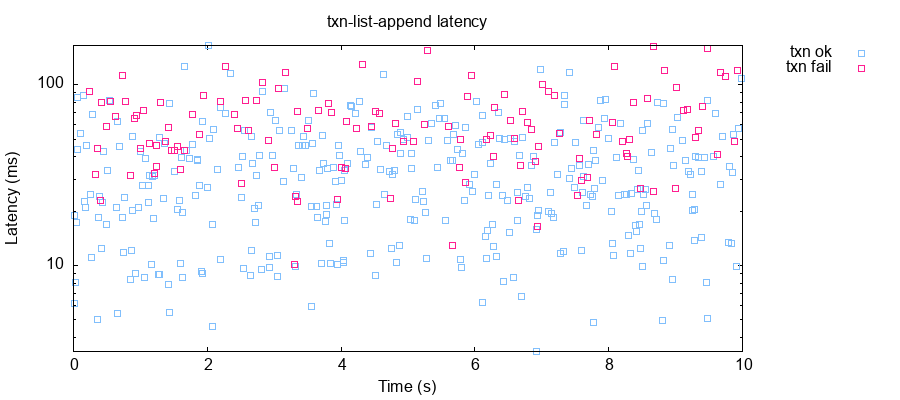 txn-list-append latency
txn ok
txn fail
100
10
Latency (ms)
0 2 4 6 8 10
Time (s)